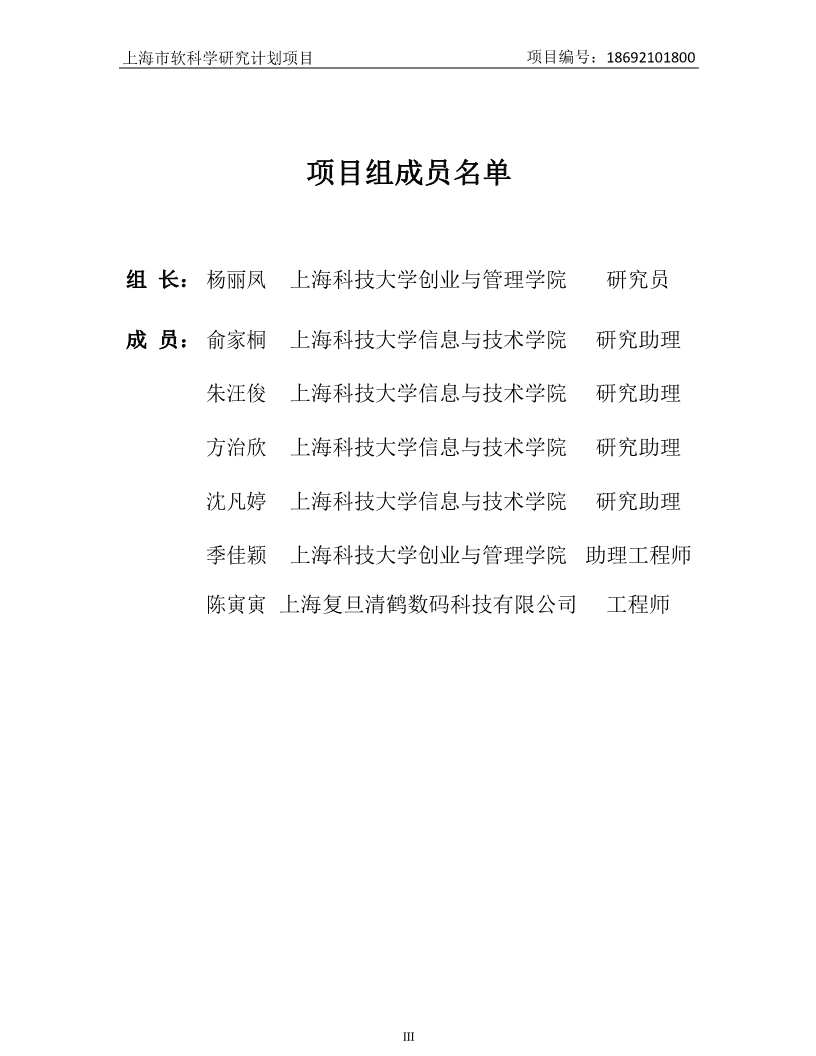 上海市软科学研究计划项目 项目编号：18692101800
项目组成员名单
组 长： 杨丽凤 上海科技大学创业与管理学院 研究员
成 员： 俞家桐 上海科技大学信息与技术学院 研究助理
朱汪俊 上海科技大学信息与技术学院 研究助理
方治欣 上海科技大学信息与技术学院 研究助理
沈凡婷 上海科技大学信息与技术学院 研究助理
季佳颖 上海科技大学创业与管理学院 助理工程师
陈寅寅 上海复旦清鹤数码科技有限公司 工程师
III